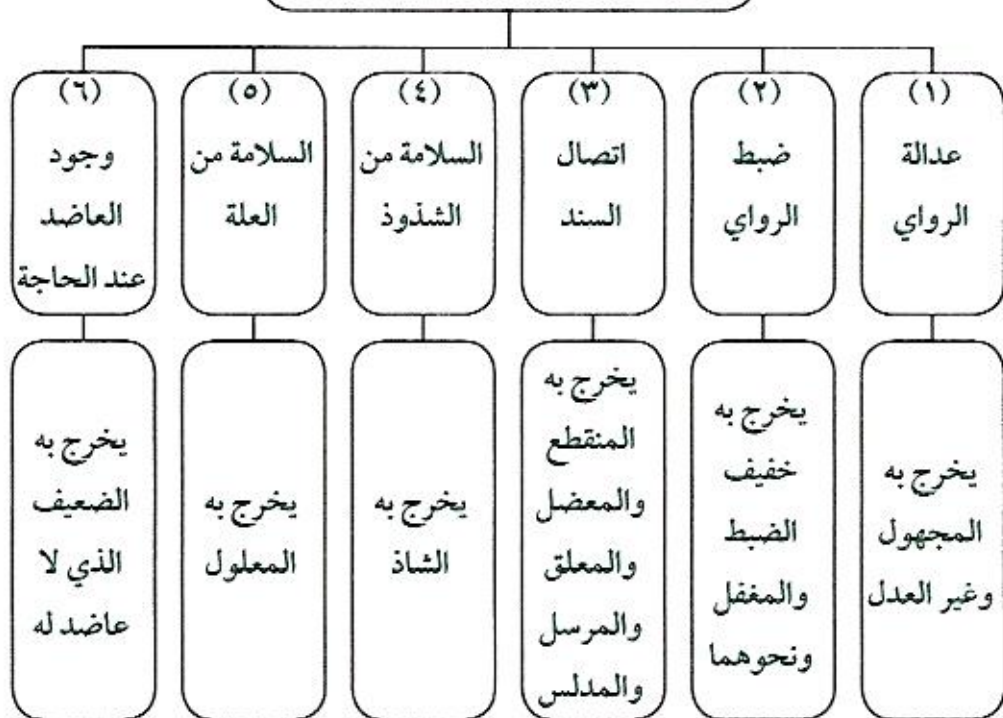 (١)
عدالة
الرواي
(٢)
ضبط
الرواي
(٣)
اتصال
السند
(٤)
السلامة من
الشذوذ
(٥)
السلامة من
العلة
(٦)
وجود
العاضد
عند الحاجة
يخرج به
المجهول
وغير العدل
يخرج به
خفيف
الضبط
والمغفل
ونحوهما
يخرج به
المنقطع
والمعضل
والمعلق
والمرسل
والمدلس
يخرج به
الشاذ
يخرج به
المعلول
يخرج به
الضعيف
الذي لا
عاضد له